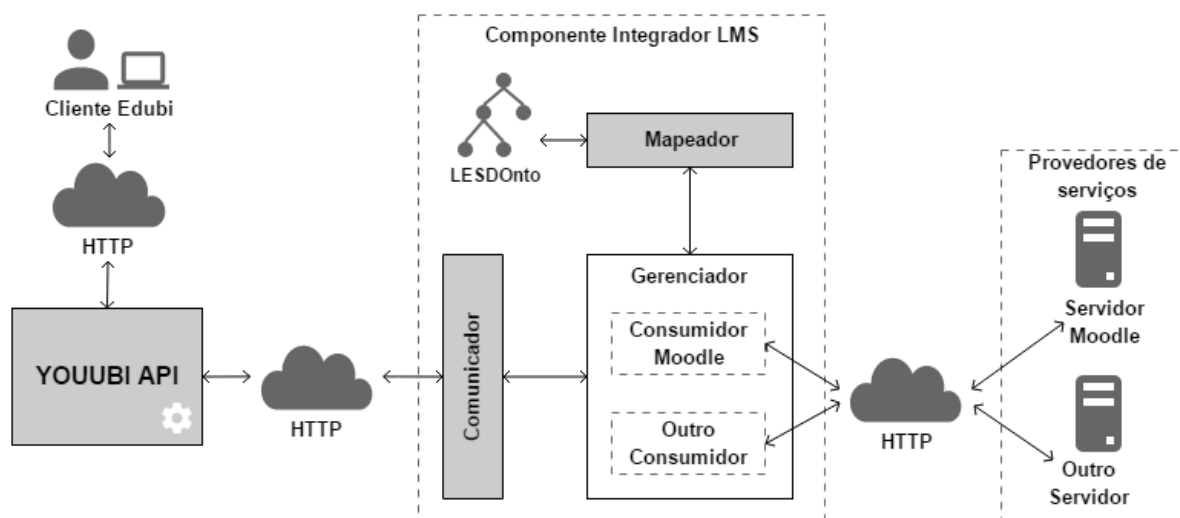 Componente Integrador LMS
Cliente Edubi
HTTP
YOUUBI API
HTTP
Comunicador
LESDOnto
Mapeador
Gerenciador
Consumidor
Moodle
Outro
Consumidor
HTTP
Provedores de
serviços
Servidor
Moodle
Outro
Servidor